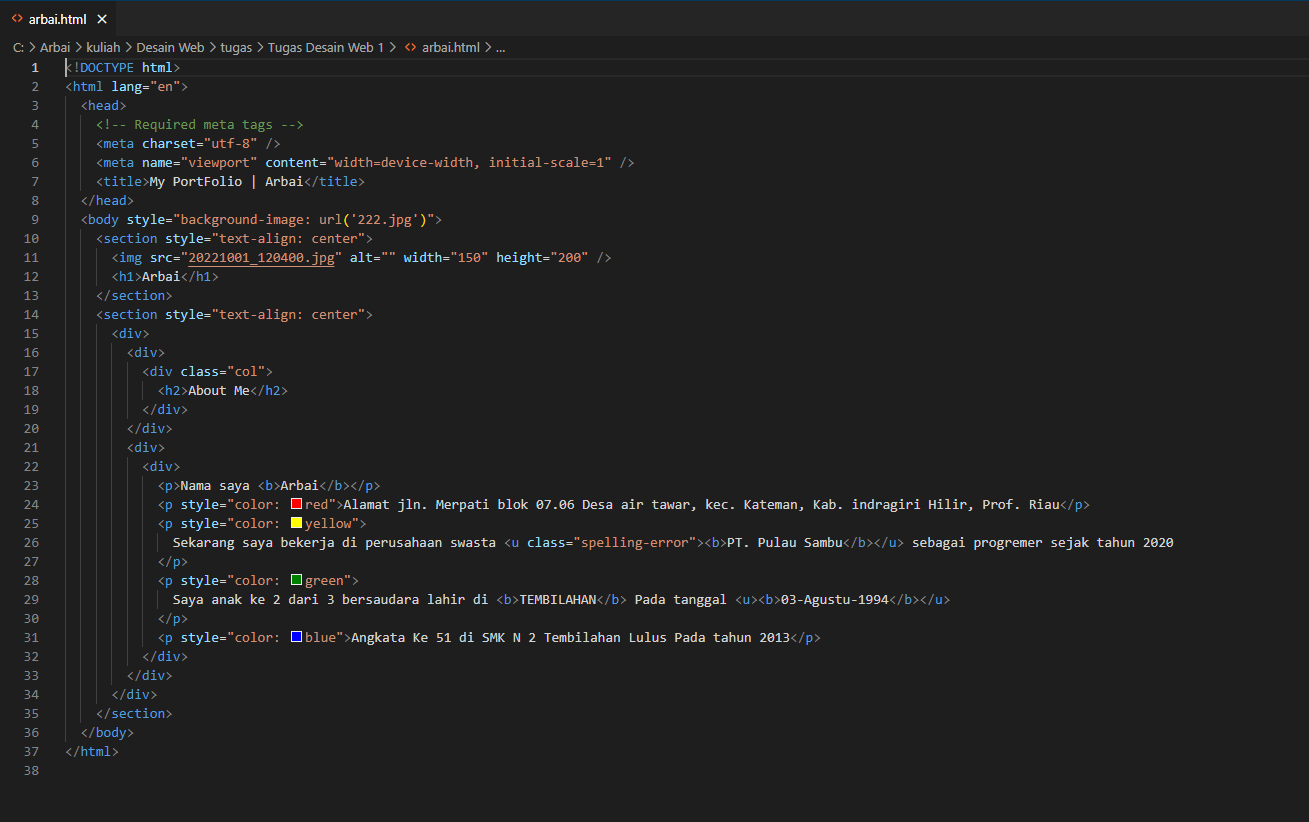 arbai.html
C: > Arbai > kuliah > Desain Web > tugas > Tugas Desain Web 1 > arbai.html > ...
1 <!DOCTYPE html>
2 <html lang="en">
3 <head>
4 <!-- Required meta tags -->
5 <meta charset="utf-8" />
6 <meta name="viewport" content="width=device-width, initial-scale=1" />
7 <title>My PortFolio | Arbai</title>
8 </head>
9 <body style="background-image: url('222.jpg')">
10 <section style="text-align: center">
11 <img src="20221001_120400.jpg" alt="" width="150" height="200" />
12 <h1>Arbai</h1>
13 </section>
14 <section style="text-align: center">
15 <div>
16 <div>
17 <div class="col">
18 <h2>About Me</h2>
19 </div>
20 </div>
21 <div>
22 <div>
23 <p>Nama saya <b>Arbai</b></p>
24 <p style="color: red">Alamat jln. Merpati blok 07.06 Desa air tawar, kec. Kateman, Kab. indragiri Hilir, Prof. Riau</p>
25 <p style="color: yellow">
26 Sekarang saya bekerja di perusahaan swasta <u class="spelling-error"><b>PT. Pulau Sambu</b></u> sebagai progremer sejak tahun 2020
27 </p>
28 <p style="color: green">
29 Saya anak ke 2 dari 3 bersaudara lahir di <b>TEMBILAHAN</b> Pada tanggal <u><b>03-Agustu-1994</b></u>
30 </p>
31 <p style="color: blue">Angkata Ke 51 di SMK N 2 Tembilahan Lulus Pada tahun 2013</p>
32 </div>
33 </div>
34 </div>
35 </section>
36 </body>
37 </html>
38